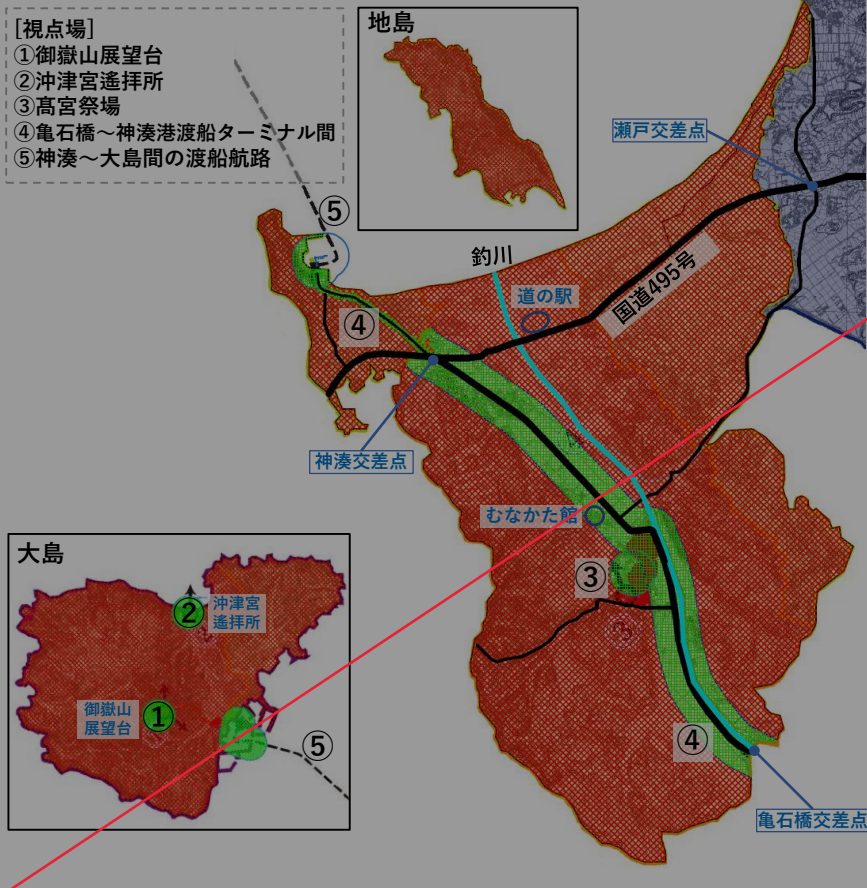 [視点場]
①御嶽山展望台
②沖津宮遙拝所
③髙宮祭場
④亀石橋～神湊港渡船ターミナル間
⑤神湊～大島間の渡船航路
地島
瀬戸交差点
⑤
釣川
道の駅
国道495号
④
神湊交差点
むなかた館
③
大島
②
沖津宮
遙拝所
御嶽山
展望台
①
⑤
④
亀石橋交差点